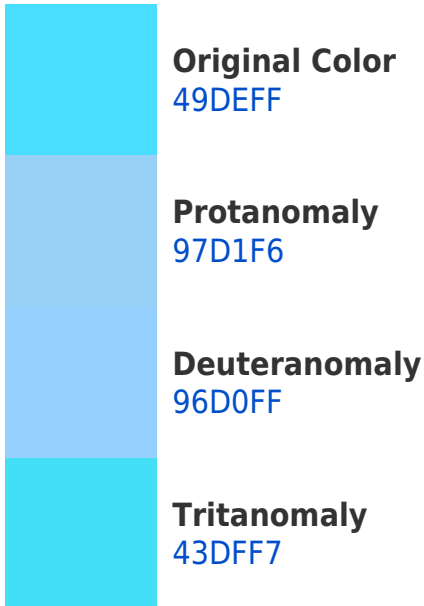 Original Color
49DEFF
Protanomaly
97D1F6
Deuteranomaly
96D0FF
Tritanomaly
43DFF7